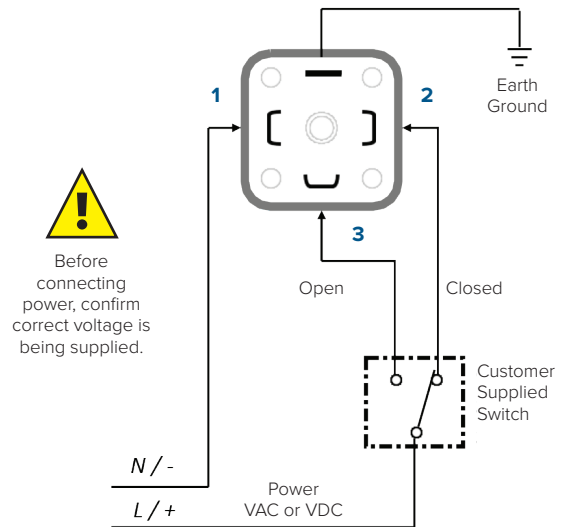 Earth
Ground
1
2
3
!
Before
connecting
power, confirm
correct voltage is
being supplied.
Open
Closed
Customer
Supplied
Switch
N / -
L / +
Power
VAC or VDC